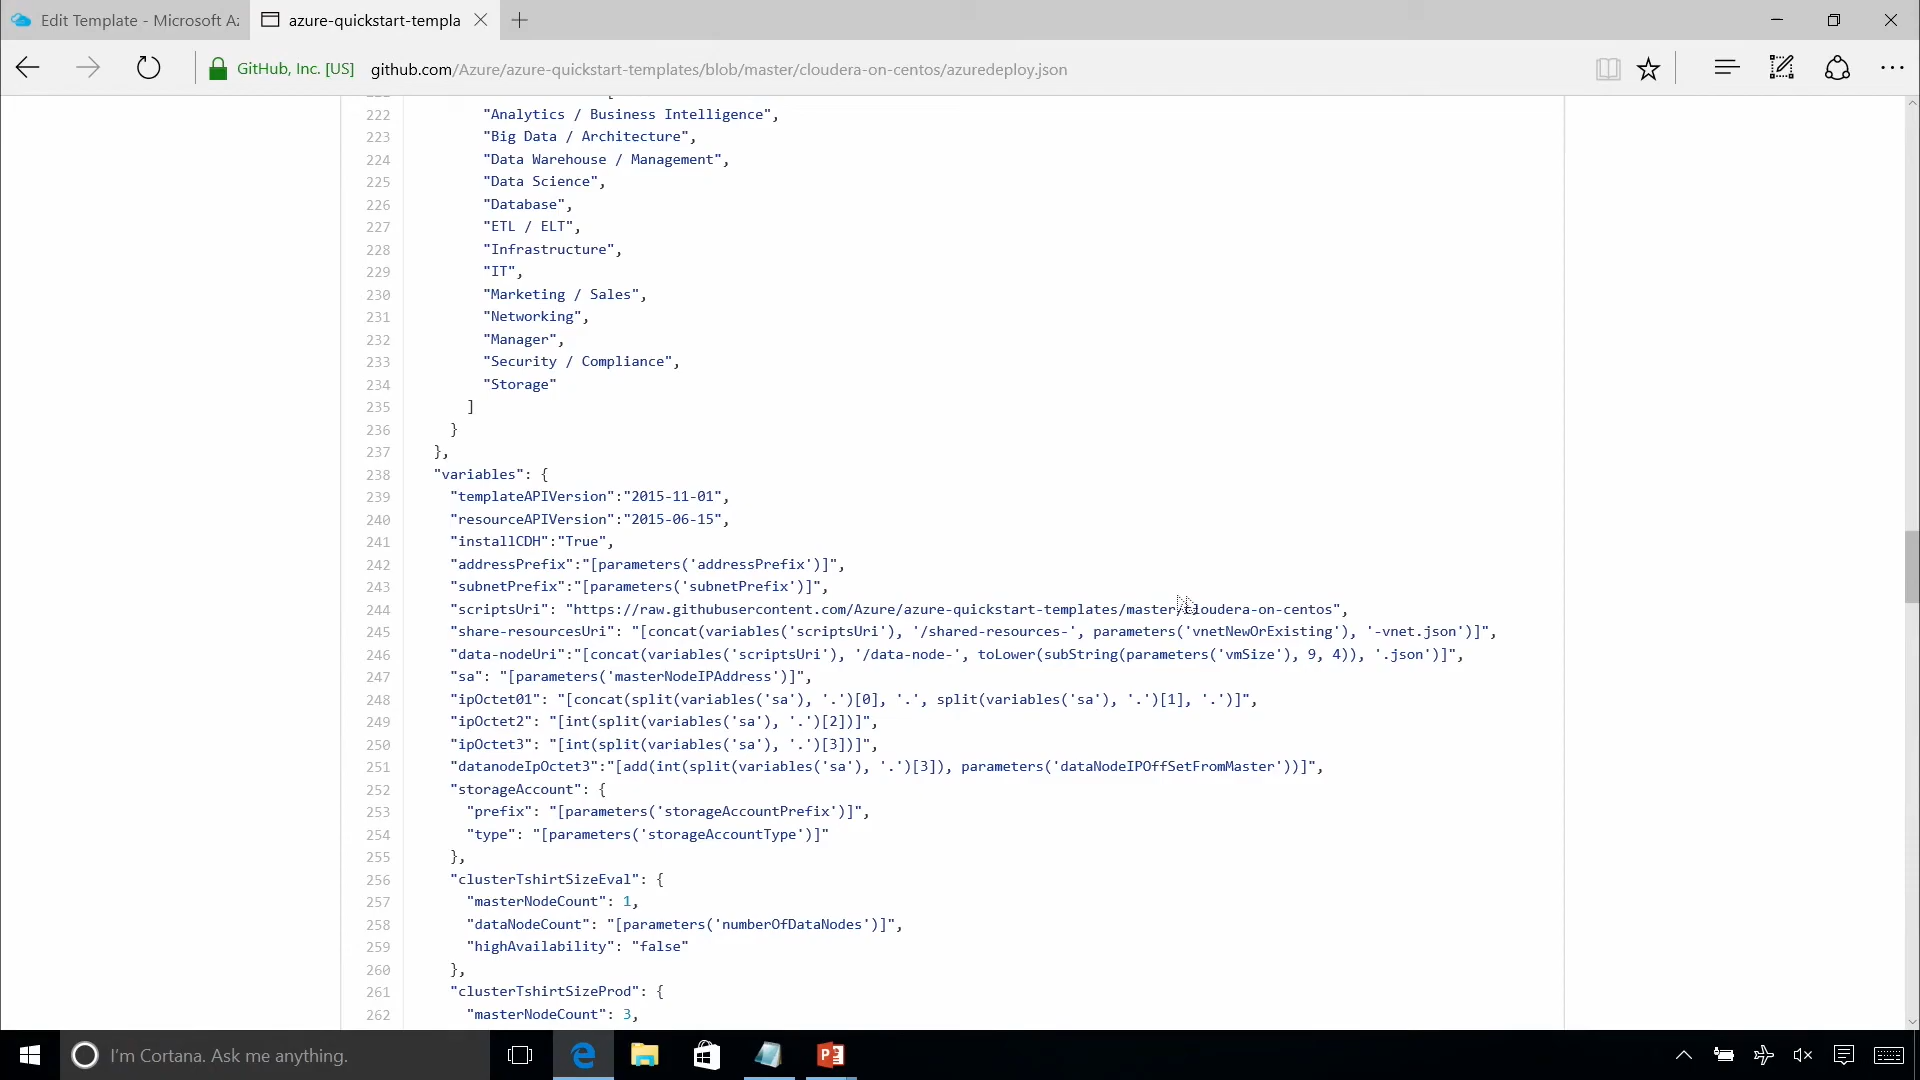 Edit Template - Microsoft Az
azure-quickstart-templa
GitHub, Inc. [US]
github.com/Azure/azure-quickstart-templates/blob/master/cloudera-on-centos/azuredeploy.json
222 "Analytics / Business Intelligence",
223 "Big Data / Architecture",
224 "Data Warehouse / Management",
225 "Data Science",
226 "Database",
227 "ETL / ELT",
228 "Infrastructure",
229 "IT",
230 "Marketing / Sales",
231 "Networking",
232 "Manager",
233 "Security / Compliance",
234 "Storage"
235 ]
236 }
237 },
238 "variables": {
239 "templateAPIVersion":"2015-11-01",
240 "resourceAPIVersion":"2015-06-15",
241 "installCDH":"True",
242 "addressPrefix":"[parameters('addressPrefix')]",
243 "subnetPrefix":"[parameters('subnetPrefix')]",
244 "scriptsUri": "https://raw.githubusercontent.com/Azure/azure-quickstart-templates/master/cloudera-on-centos",
245 "share-resourcesUri": "[concat(variables('scriptsUri'), '/shared-resources-', parameters('vnetNewOrExisting'), '-vnet.json')]",
246 "data-nodeUri":"[concat(variables('scriptsUri'), '/data-node-', toLower(subString(parameters('vmSize'), 9, 4)), '.json')]",
247 "sa": "[parameters('masterNodeIPAddress')]",
248 "ipOctet01": "[concat(split(variables('sa'), '.')[0], '.', split(variables('sa'), '.')[1], '.')]",
249 "ipOctet2": "[int(split(variables('sa'), '.')[2])]",
250 "ipOctet3": "[int(split(variables('sa'), '.')[3])]",
251 "datanodeIpOctet3":"[add(int(split(variables('sa'), '.')[3]), parameters('dataNodeIPOffSetFromMaster'))]",
252 "storageAccount": {
253 "prefix": "[parameters('storageAccountPrefix')]",
254 "type": "[parameters('storageAccountType')]"
255 },
256 "clusterTshirtSizeEval": {
257 "masterNodeCount": 1,
258 "dataNodeCount": "[parameters('numberOfDataNodes')]",
259 "highAvailability": "false"
260 },
261 "clusterTshirtSizeProd": {
262 "masterNodeCount": 3,
I'm Cortana. Ask me anything.